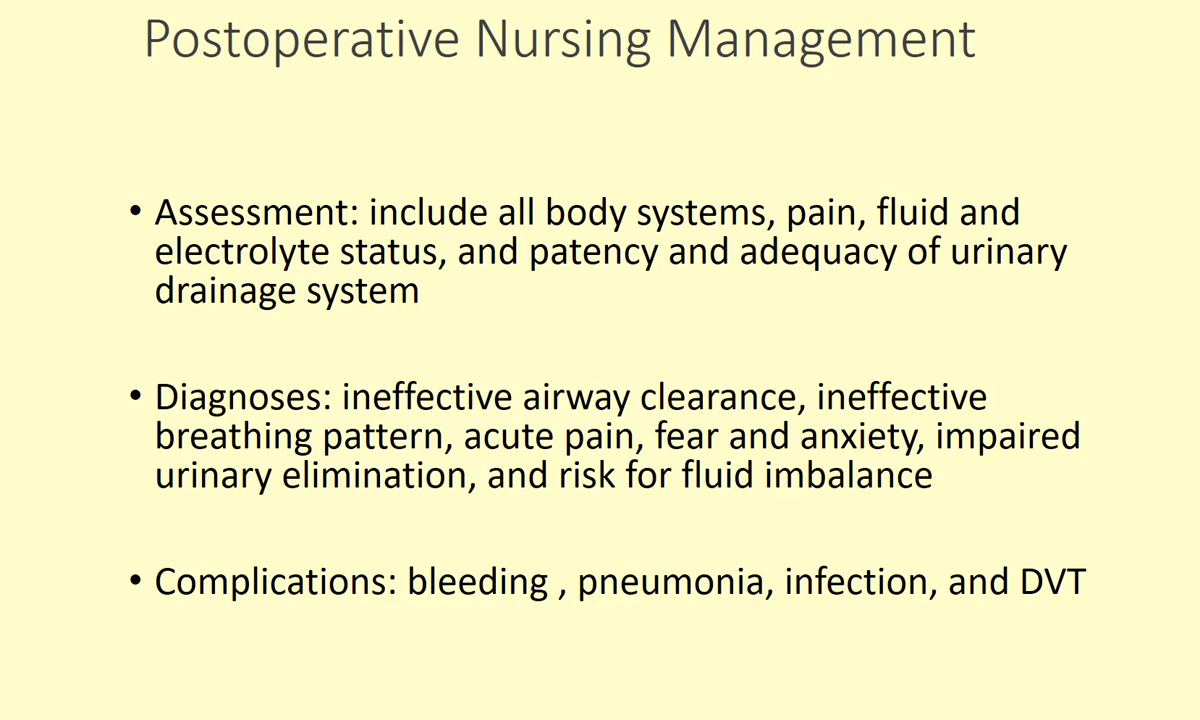 Postoperative Nursing Management
• Assessment: include all body systems, pain, fluid and
electrolyte status, and patency and adequacy of urinary
drainage system
• Diagnoses: ineffective airway clearance, ineffective
breathing pattern, acute pain, fear and anxiety, impaired
urinary elimination, and risk for fluid imbalance
• Complications: bleeding , pneumonia, infection, and DVT